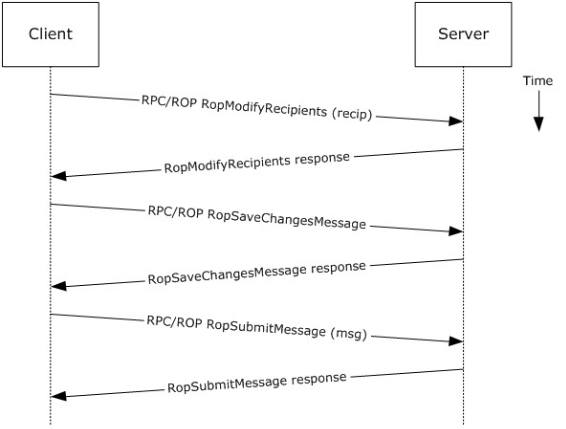 Client
Server
Time
RPC/ROP RopModifyRecipients (recip)
RopModifyRecipients response
RPC/ROP RopSaveChangesMessage
RopSaveChangesMessage response
RPC/ROP RopSubmitMessage (msg)
RopSubmitMessage response